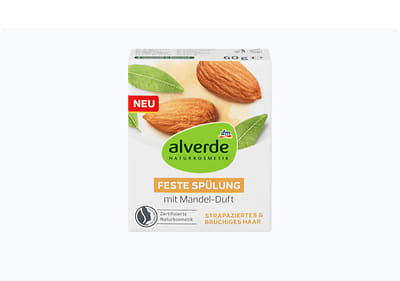 60g e
NEU
dm
alverde
NATURKOSMETIK
FESTE SPÜLUNG
mit Mandel-Duft
Zertifizierte
Naturkosmetik
STRAPAZIERTES &
BRÜCHIGES HAAR